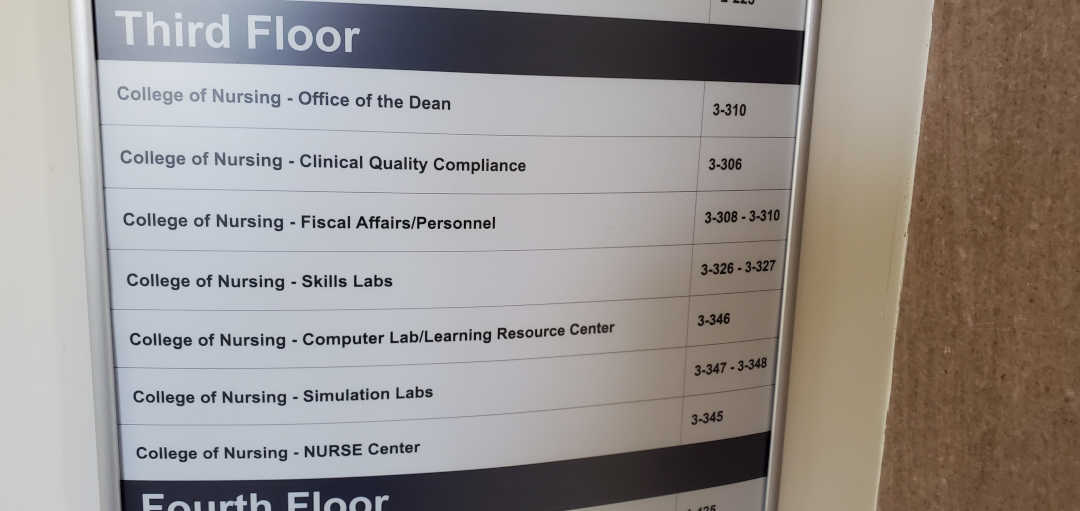 Third Floor
College of Nursing - Office of the Dean 3-310
College of Nursing - Clinical Quality Compliance 3-306
College of Nursing - Fiscal Affairs/Personnel 3-308 - 3-310
College of Nursing - Skills Labs 3-326 - 3-327
College of Nursing - Computer Lab/Learning Resource Center 3-346
College of Nursing - Simulation Labs 3-347 - 3-348
College of Nursing - NURSE Center 3-345
Fourth Floor